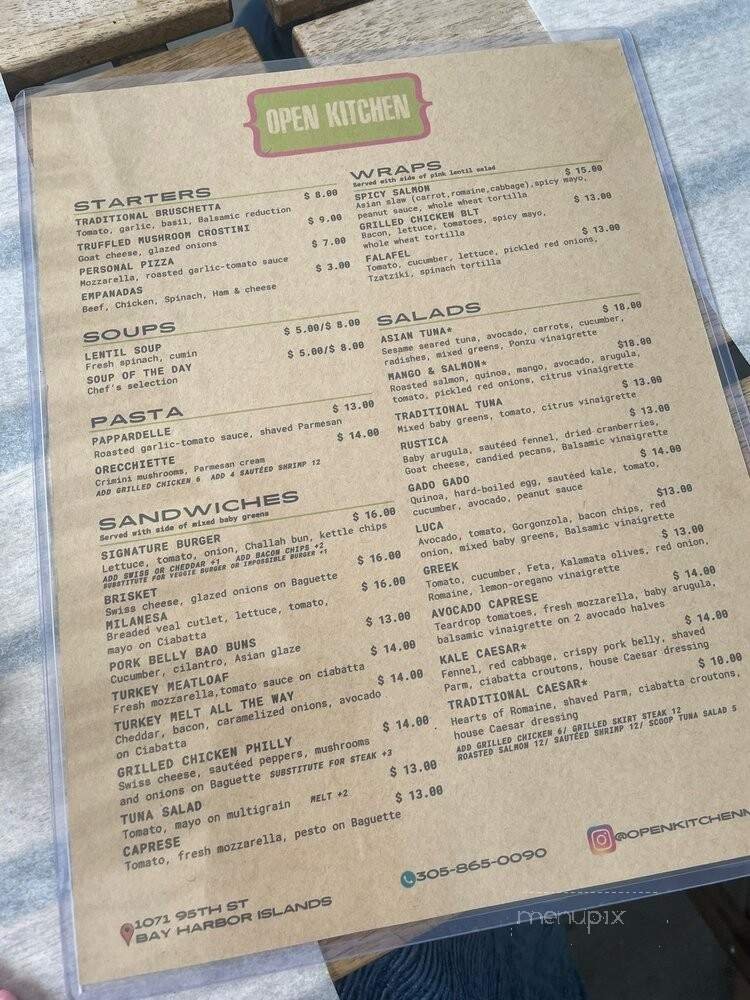 OPEN KITCHEN
STARTERS
TRADITIONAL BRUSCHETTA $ 8.00
Tomato, garlic, basil, Balsamic reduction
TRUFFLED MUSHROOM CROSTINI $ 9.00
Goat cheese, glazed onions
PERSONAL PIZZA $ 7.00
Mozzarella, roasted garlic-tomato sauce
EMPANADAS $ 3.00
Beef, Chicken, Spinach, Ham & cheese
SOUPS
LENTIL SOUP $ 5.00/$ 8.00
Fresh spinach, cumin
SOUP OF THE DAY $ 5.00/$ 8.00
Chef's selection
PASTA
PAPPARDELLE $ 13.00
Roasted garlic-tomato sauce, shaved Parmesan
ORECCHIETTE $ 14.00
Crimini mushrooms, Parmesan cream
ADD GRILLED CHICKEN 6 ADD 4 SAUTÉED SHRIMP 12
SANDWICHES
Served with side of mixed baby greens
SIGNATURE BURGER $ 16.00
Lettuce, tomato, onion, Challah bun, kettle chips
ADD SWISS OR CHEDDAR +1 ADD BACON CHIPS +2
SUBSTITUTE FOR VEGGIE BURGER OR IMPOSSIBLE BURGER +1
BRISKET $ 16.00
Swiss cheese, glazed onions on Baguette
MILANESA $ 16.00
Breaded veal cutlet, lettuce, tomato,
mayo on Ciabatta
PORK BELLY BAO BUNS $ 13.00
Cucumber, cilantro, Asian glaze
TURKEY MEATLOAF $ 14.00
Fresh mozzarella,tomato sauce on ciabatta
TURKEY MELT ALL THE WAY $ 14.00
Cheddar, bacon, caramelized onions, avocado
on Ciabatta
GRILLED CHICKEN PHILLY $ 14.00
Swiss cheese, sautéed peppers, mushrooms
and onions on Baguette SUBSTITUTE FOR STEAK +3
TUNA SALAD $ 13.00
Tomato, mayo on multigrain MELT +2
CAPRESE $ 13.00
Tomato, fresh mozzarella, pesto on Baguette
WRAPS
Served with side of pink lentil salad
SPICY SALMON $ 15.00
Asian slaw (carrot,romaine,cabbage),spicy mayo,
peanut sauce, whole wheat tortilla
GRILLED CHICKEN BLT $ 13.00
Bacon, lettuce, tomatoes, spicy mayo,
whole wheat tortilla
FALAFEL $ 13.00
Tomato, cucumber, lettuce, pickled red onions,
Tzatziki, spinach tortilla
SALADS
ASIAN TUNA* $ 18.00
Sesame seared tuna, avocado, carrots, cucumber,
radishes, mixed greens, Ponzu vinaigrette
MANGO & SALMON* $18.00
Roasted salmon, quinoa, mango, avocado, arugula,
tomato, pickled red onions, citrus vinaigrette
TRADITIONAL TUNA $ 13.00
Mixed baby greens, tomato, citrus vinaigrette
RUSTICA $ 13.00
Baby arugula, sautéed fennel, dried cranberries,
Goat cheese, candied pecans, Balsamic vinaigrette
GADO GADO $ 14.00
Quinoa, hard-boiled egg, sautéed kale, tomato,
cucumber, avocado, peanut sauce
LUCA $13.00
Avocado, tomato, Gorgonzola, bacon chips, red
onion, mixed baby greens, Balsamic vinaigrette
GREEK $ 13.00
Tomato, cucumber, Feta, Kalamata olives, red onion,
Romaine, lemon-oregano vinaigrette
AVOCADO CAPRESE $ 14.00
Teardrop tomatoes, fresh mozzarella, baby arugula,
balsamic vinaigrette on 2 avocado halves
KALE CAESAR* $ 14.00
Fennel, red cabbage, crispy pork belly, shaved
Parm, ciabatta croutons, house Caesar dressing
TRADITIONAL CAESAR* $ 10.00
Hearts of Romaine, shaved Parm, ciabatta croutons,
house Caesar dressing
ADD GRILLED CHICKEN 6/ GRILLED SKIRT STEAK 12
ROASTED SALMON 12/ SAUTÉED SHRIMP 12/ SCOOP TUNA SALAD 5
1071 95TH ST
BAY HARBOR ISLANDS
305-865-0090
@OPENKITCHENM
menupix